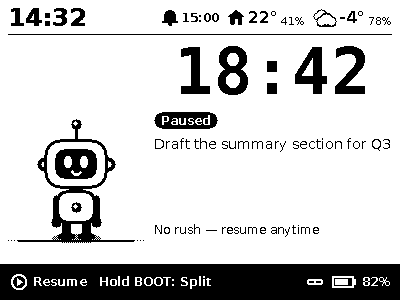 14:32 15:00 22° 41% -4° 78%
18:42
Paused
Draft the summary section for Q3
No rush — resume anytime
Resume Hold BOOT: Split 82%